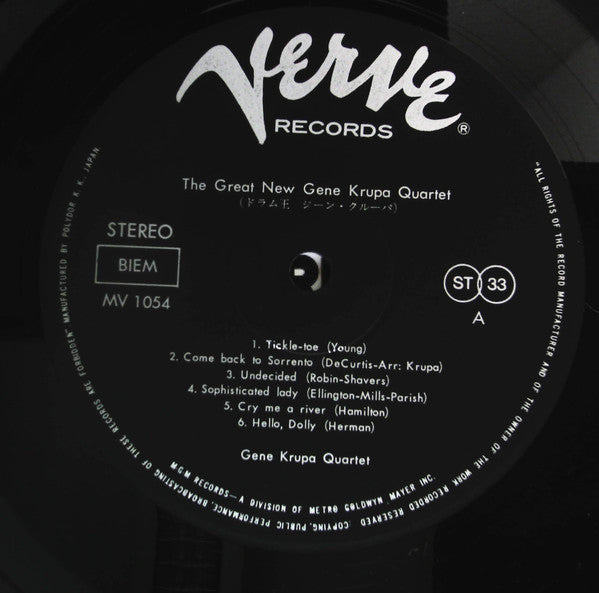 VERVE
RECORDS ®
The Great New Gene Krupa Quartet
(ドラム王 ジーン・クルーパ)
STEREO
BIEM
MV 1054
ST 33
A
1. Tickle-toe (Young)
2. Come back to Sorrento (DeCurtis-Arr: Krupa)
3. Undecided (Robin-Shavers)
4. Sophisticated lady (Ellington-Mills-Parish)
5. Cry me a river (Hamilton)
6. Hello, Dolly (Herman)
Gene Krupa Quartet
"ALL RIGHTS OF THE RECORD MANUFACTURER AND OF THE OWNER OF THE WORK RECORDED RESERVED. COPYING, PUBLIC PERFORMANCE, BROADCASTING OF THESE RECORDS ARE FORBIDDEN" MANUFACTURED BY POLYDOR K. K. JAPAN
M.G.M RECORDS—A DIVISION OF METRO GOLDWYN MAYER INC.